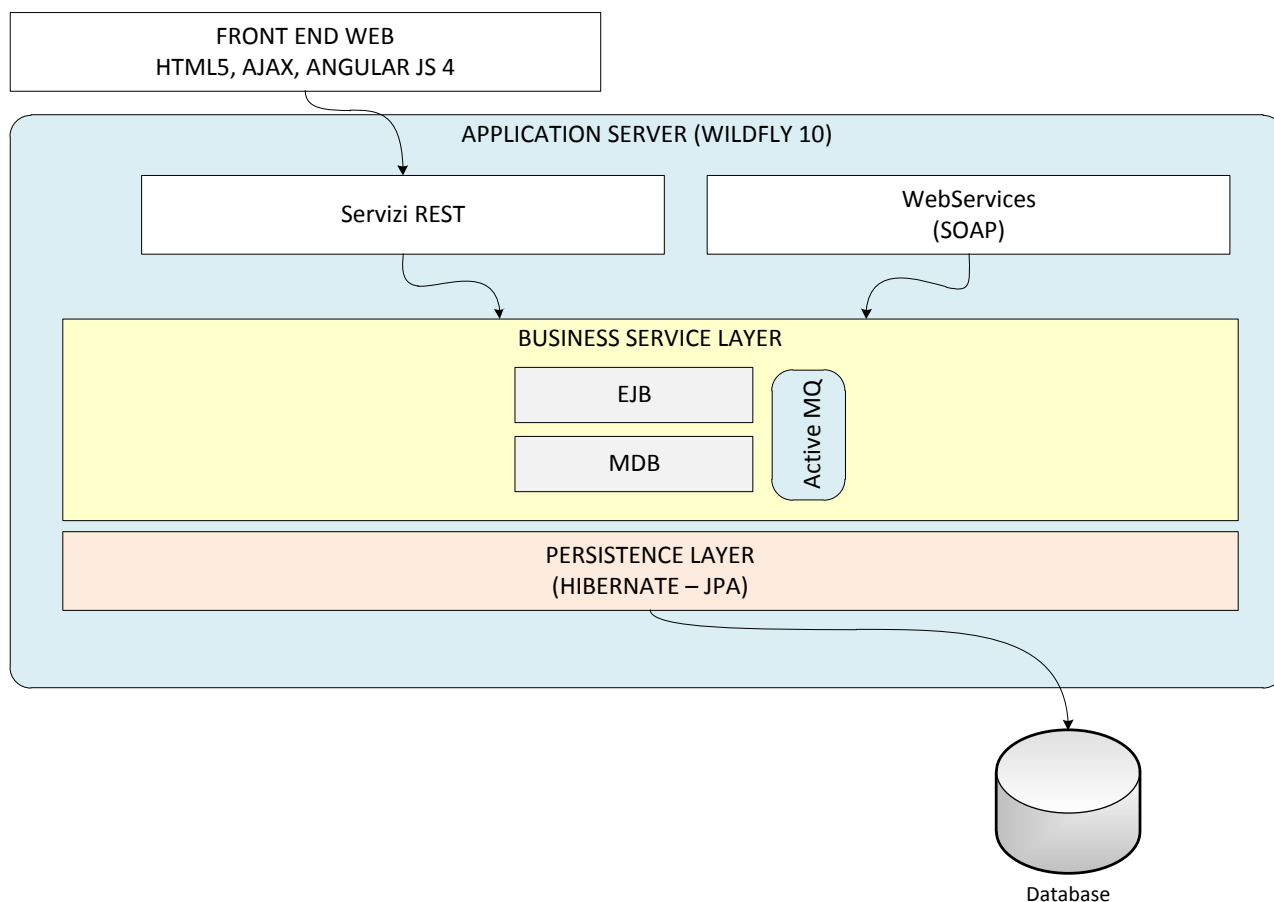 FRONT END WEB
HTML5, AJAX, ANGULAR JS 4
APPLICATION SERVER (WILDFLY 10)
Servizi REST
WebServices
(SOAP)
BUSINESS SERVICE LAYER
EJB
MDB
Active MQ
PERSISTENCE LAYER
(HIBERNATE – JPA)
Database